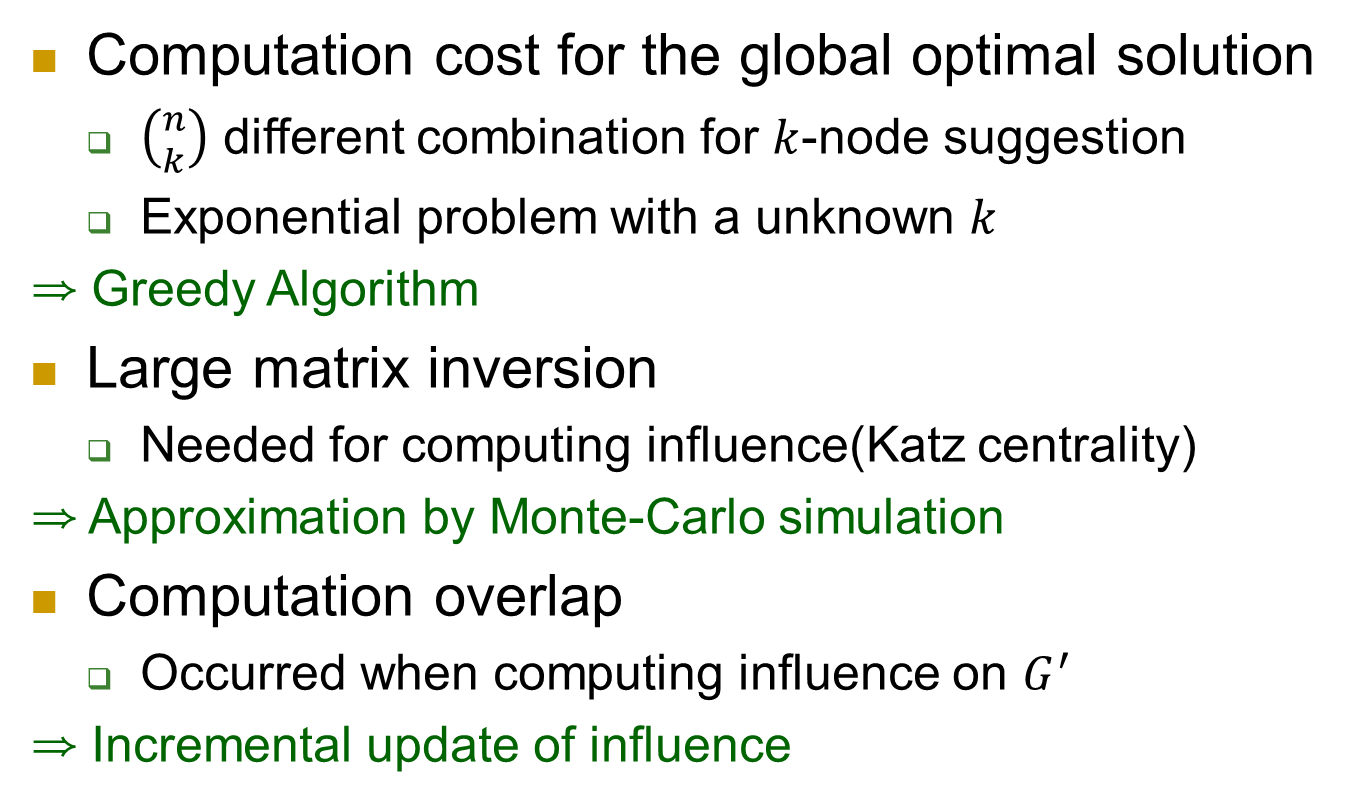 Computation cost for the global optimal solution
(n k) different combination for k-node suggestion
Exponential problem with a unknown k
⇒ Greedy Algorithm
Large matrix inversion
Needed for computing influence(Katz centrality)
⇒ Approximation by Monte-Carlo simulation
Computation overlap
Occurred when computing influence on G′
⇒ Incremental update of influence